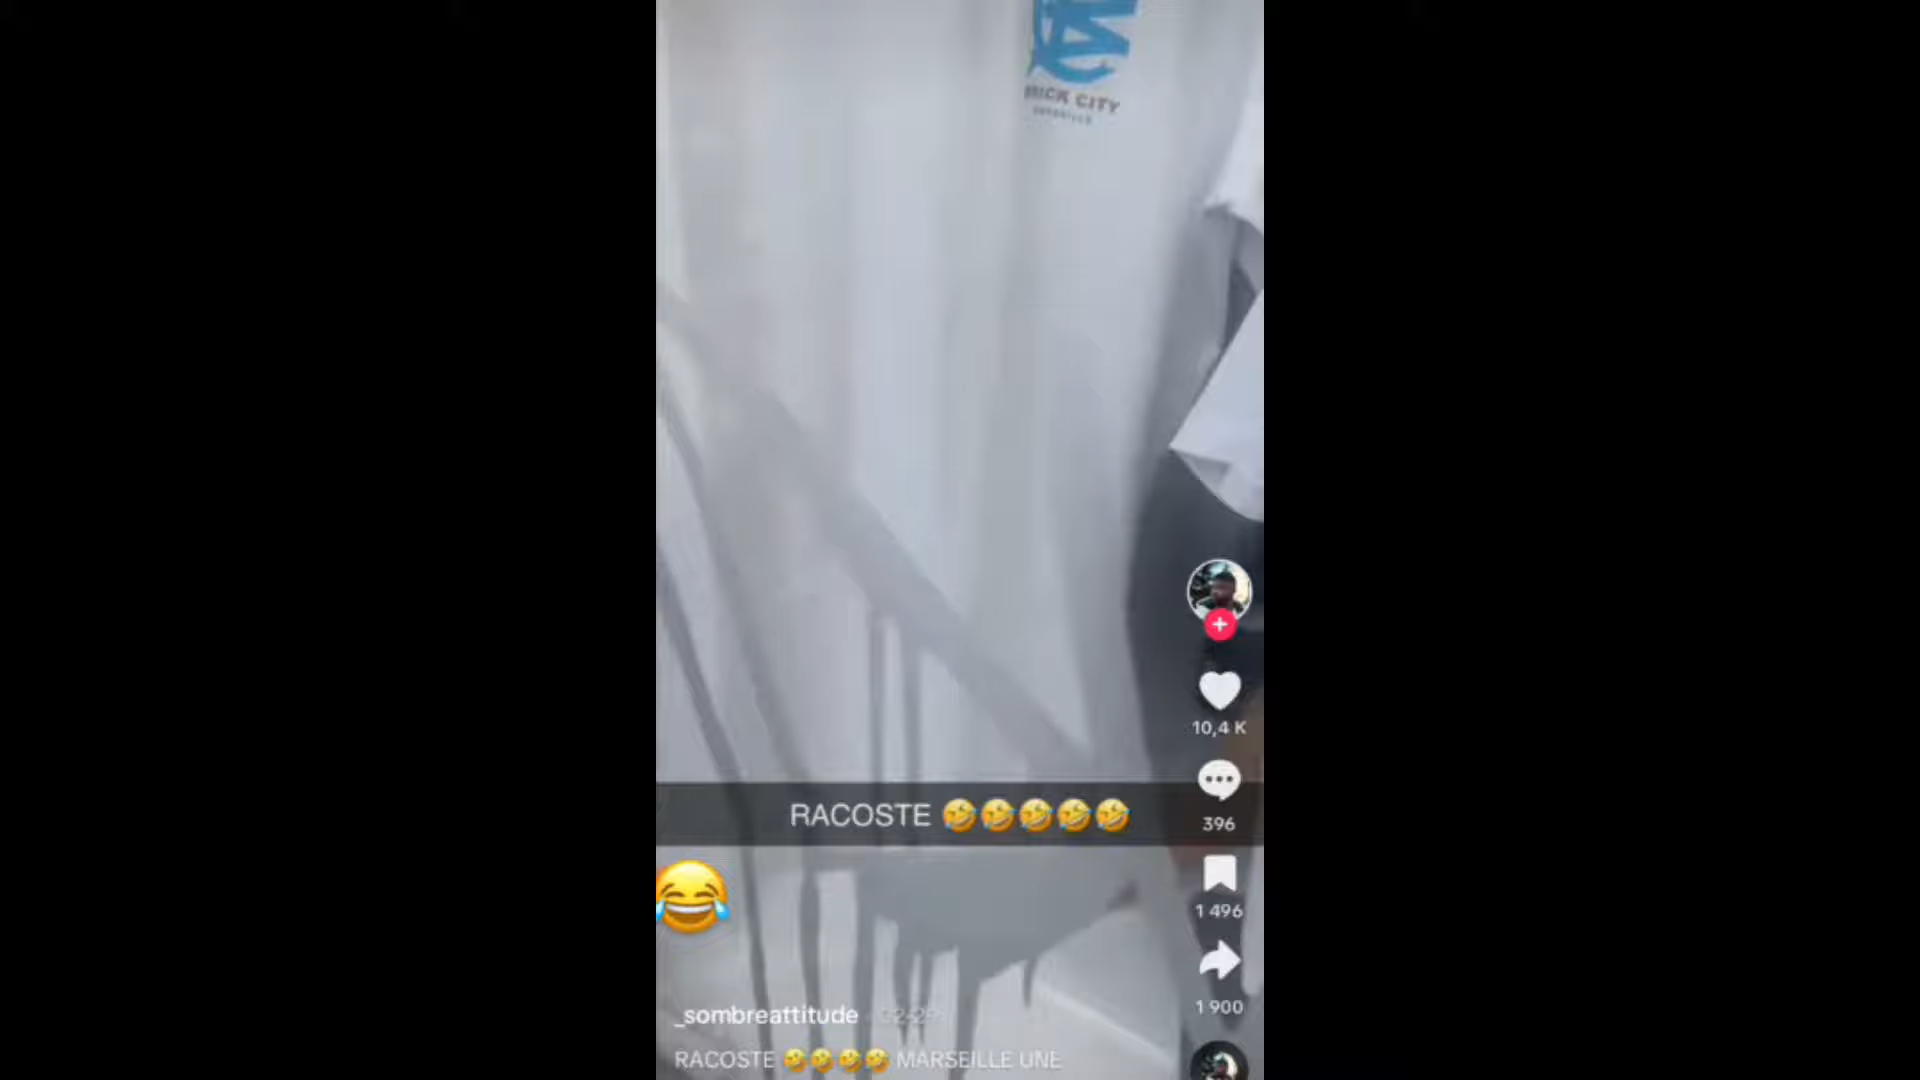 RICK CITY
RACOSTE 🤣🤣🤣🤣🤣
10,4 K
396
1 496
1 900
_sombreattitude
RACOSTE 🤣🤣🤣🤣 MARSEILLE UNE